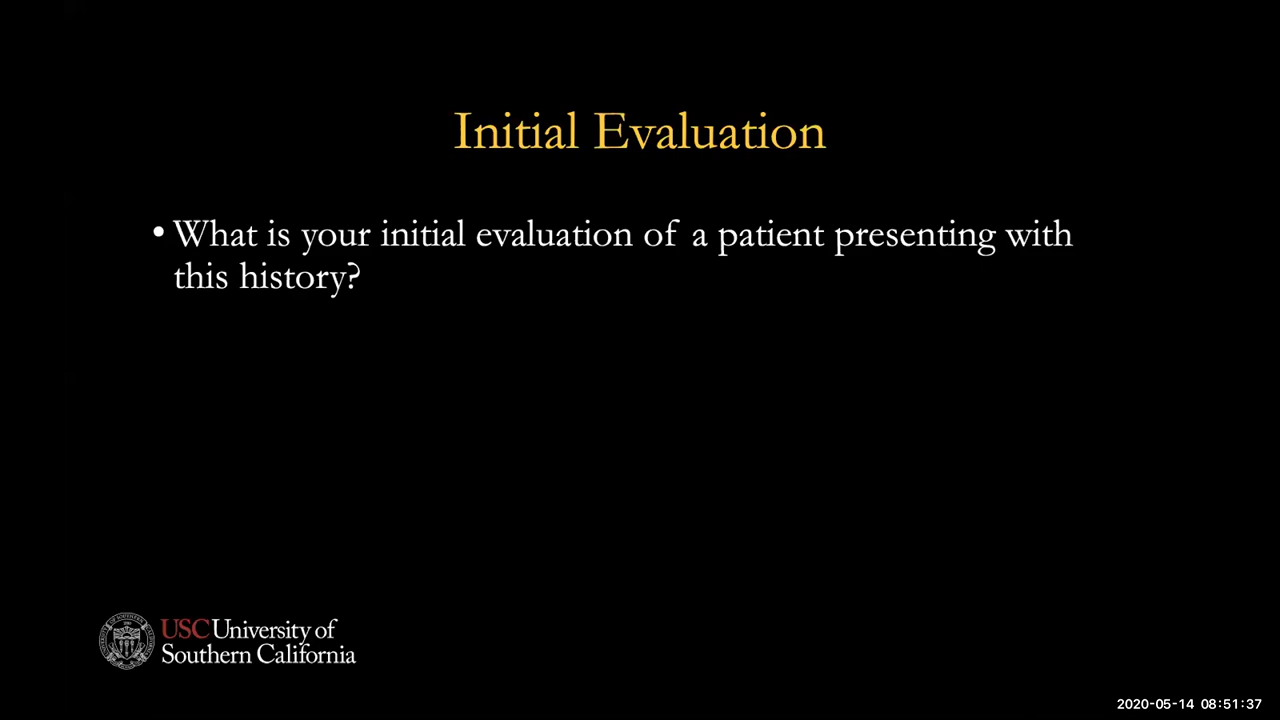 Initial Evaluation
• What is your initial evaluation of a patient presenting with
this history?
USC University of
Southern California
2020-05-14 08:51:37